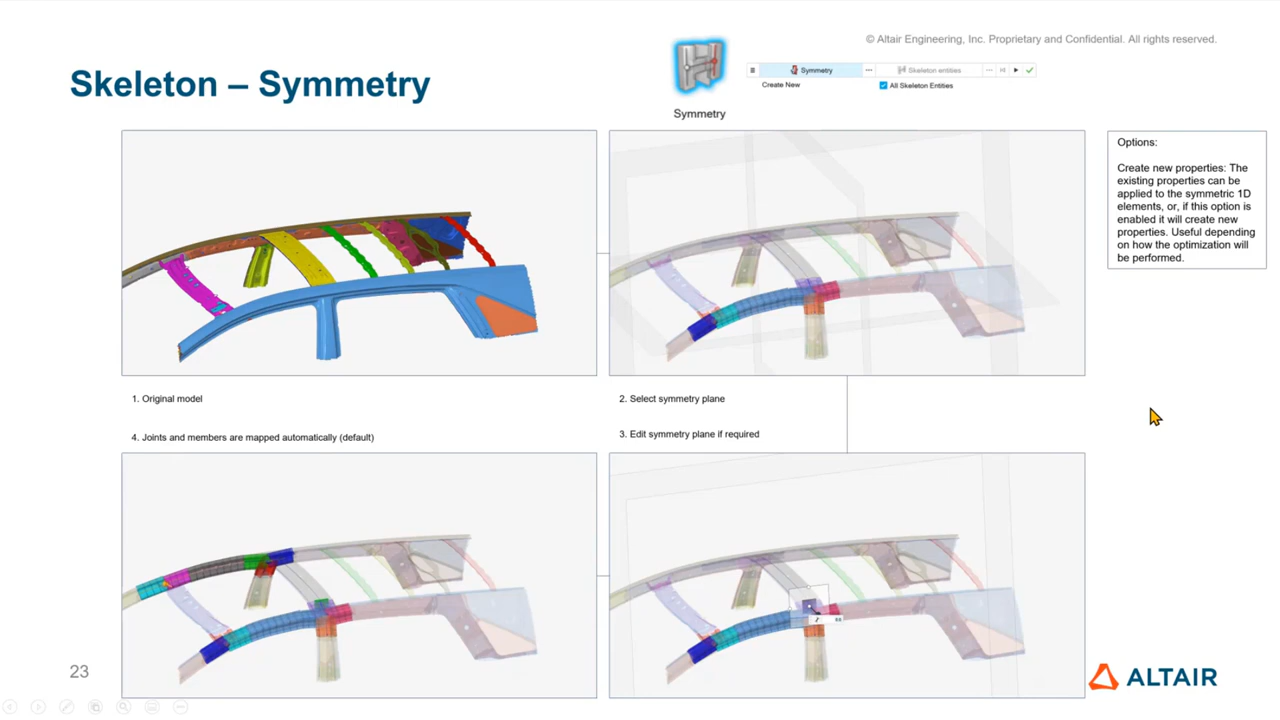 © Altair Engineering, Inc. Proprietary and Confidential. All rights reserved.
Skeleton – Symmetry
Symmetry
Skeleton entities
Create New
All Skeleton Entities
Symmetry
Options:
Create new properties: The
existing properties can be
applied to the symmetric 1D
elements, or, if this option is
enabled it will create new
properties. Useful depending
on how the optimization will
be performed.
1. Original model
2. Select symmetry plane
4. Joints and members are mapped automatically (default)
3. Edit symmetry plane if required
23
ALTAIR